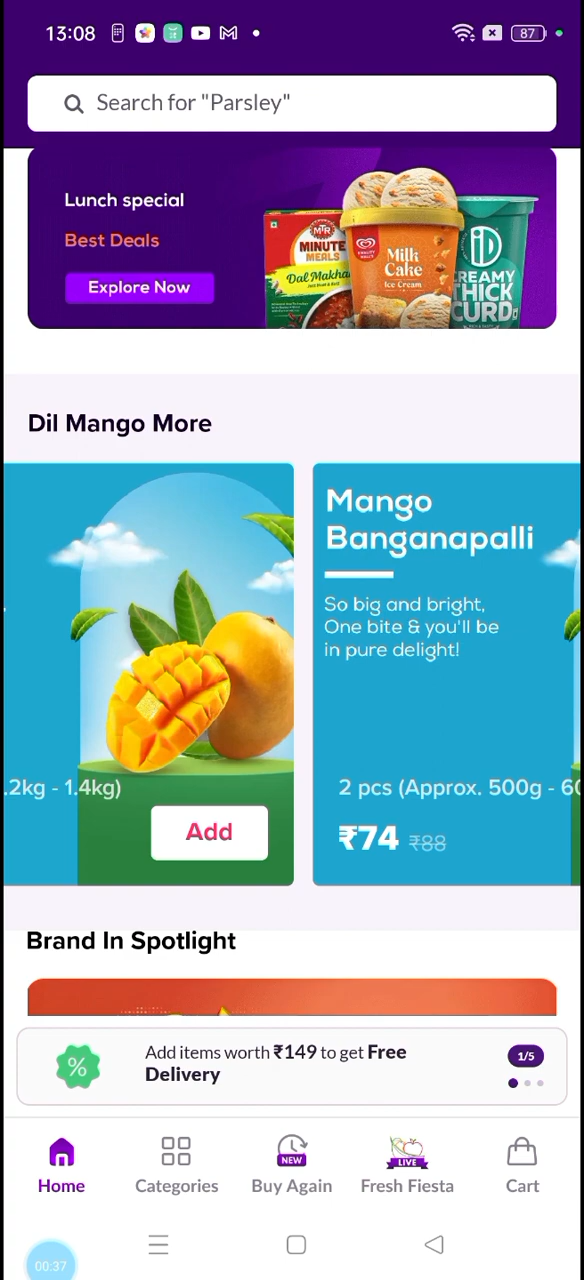 13:08
87
Search for "Parsley"
Lunch special
Best Deals
Explore Now
MTR
MINUTE
MEALS
Dal Makha
Milk
Cake
Ice Cream
iD
CREAMY
THICK
CURD
Dil Mango More
.2kg - 1.4kg)
Add
Mango
Banganapalli
So big and bright,
One bite & you'll be
in pure delight!
2 pcs (Approx. 500g - 60
₹74 ₹88
Brand In Spotlight
Add items worth ₹149 to get Free
Delivery
1/5
NEW
LIVE
Home
Categories
Buy Again
Fresh Fiesta
Cart
00:37